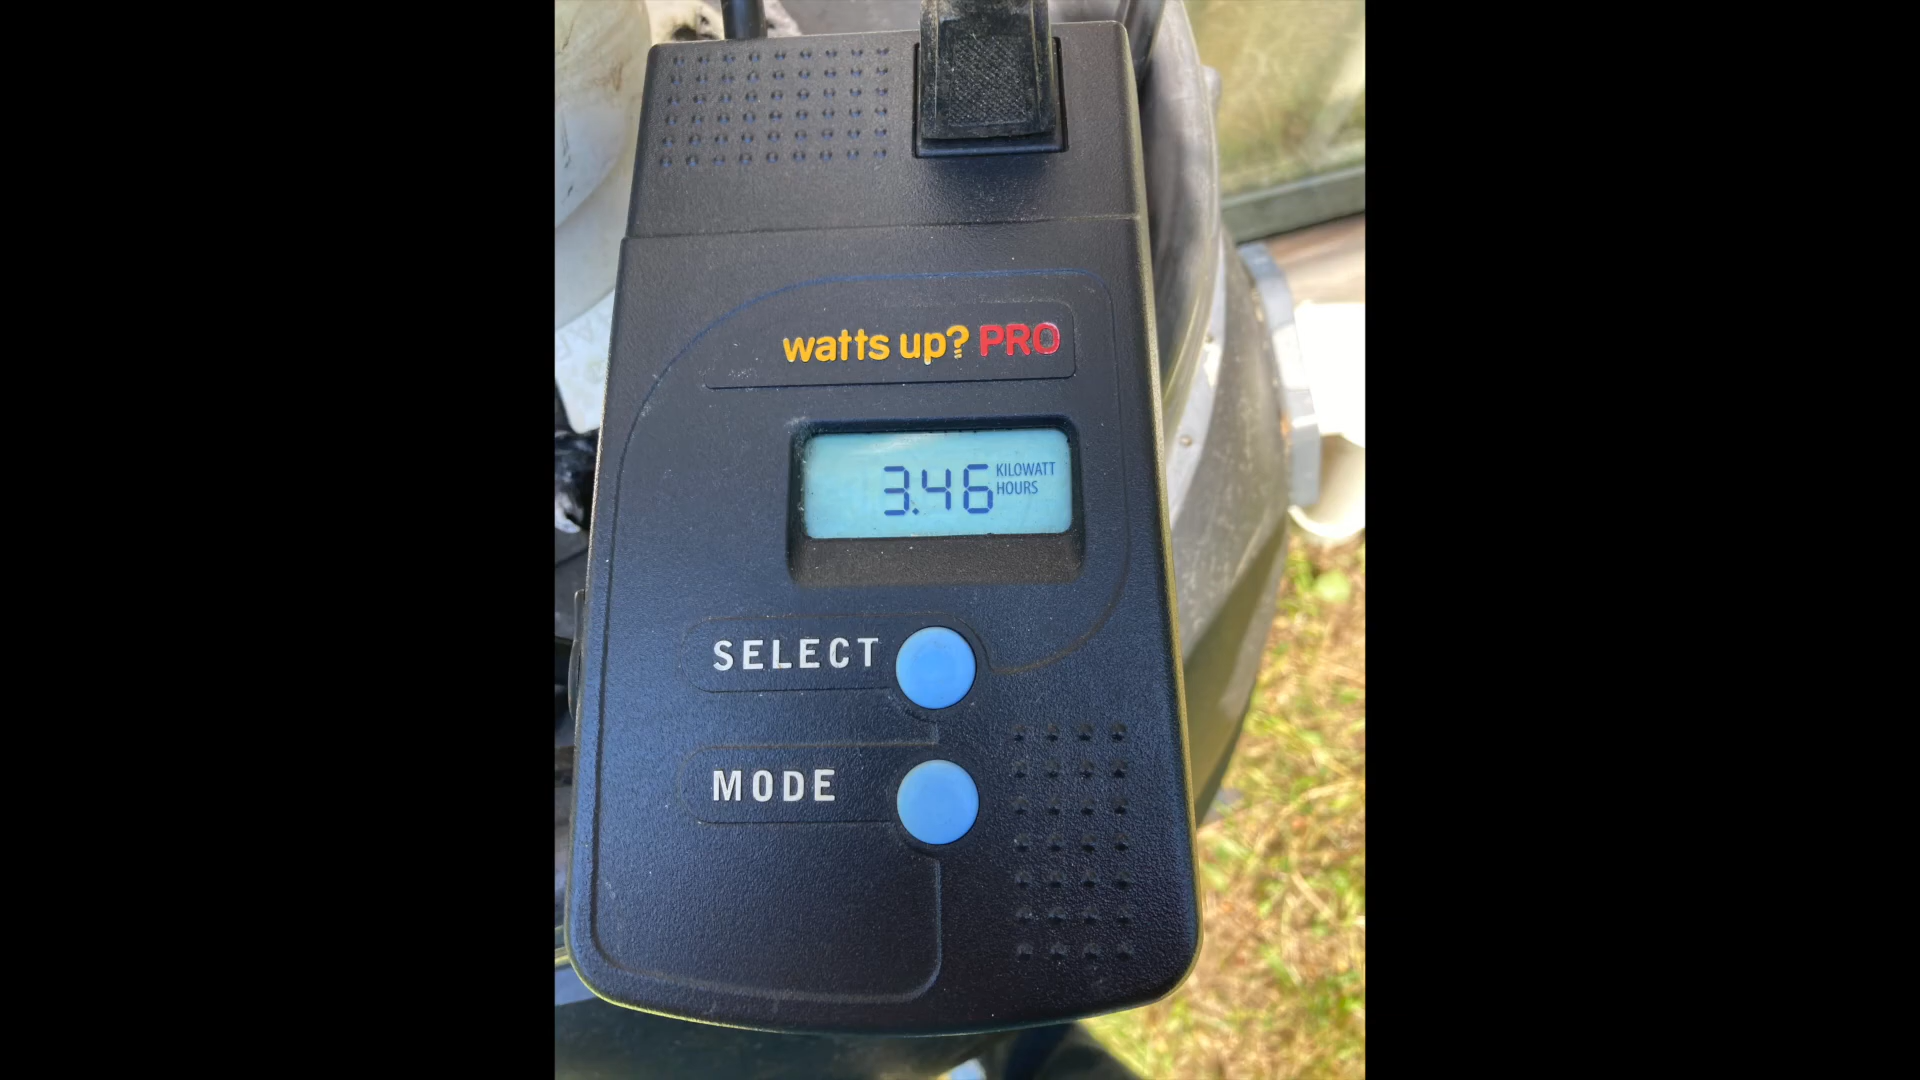 watts up? PRO
3.46 KILOWATT
HOURS
SELECT
MODE